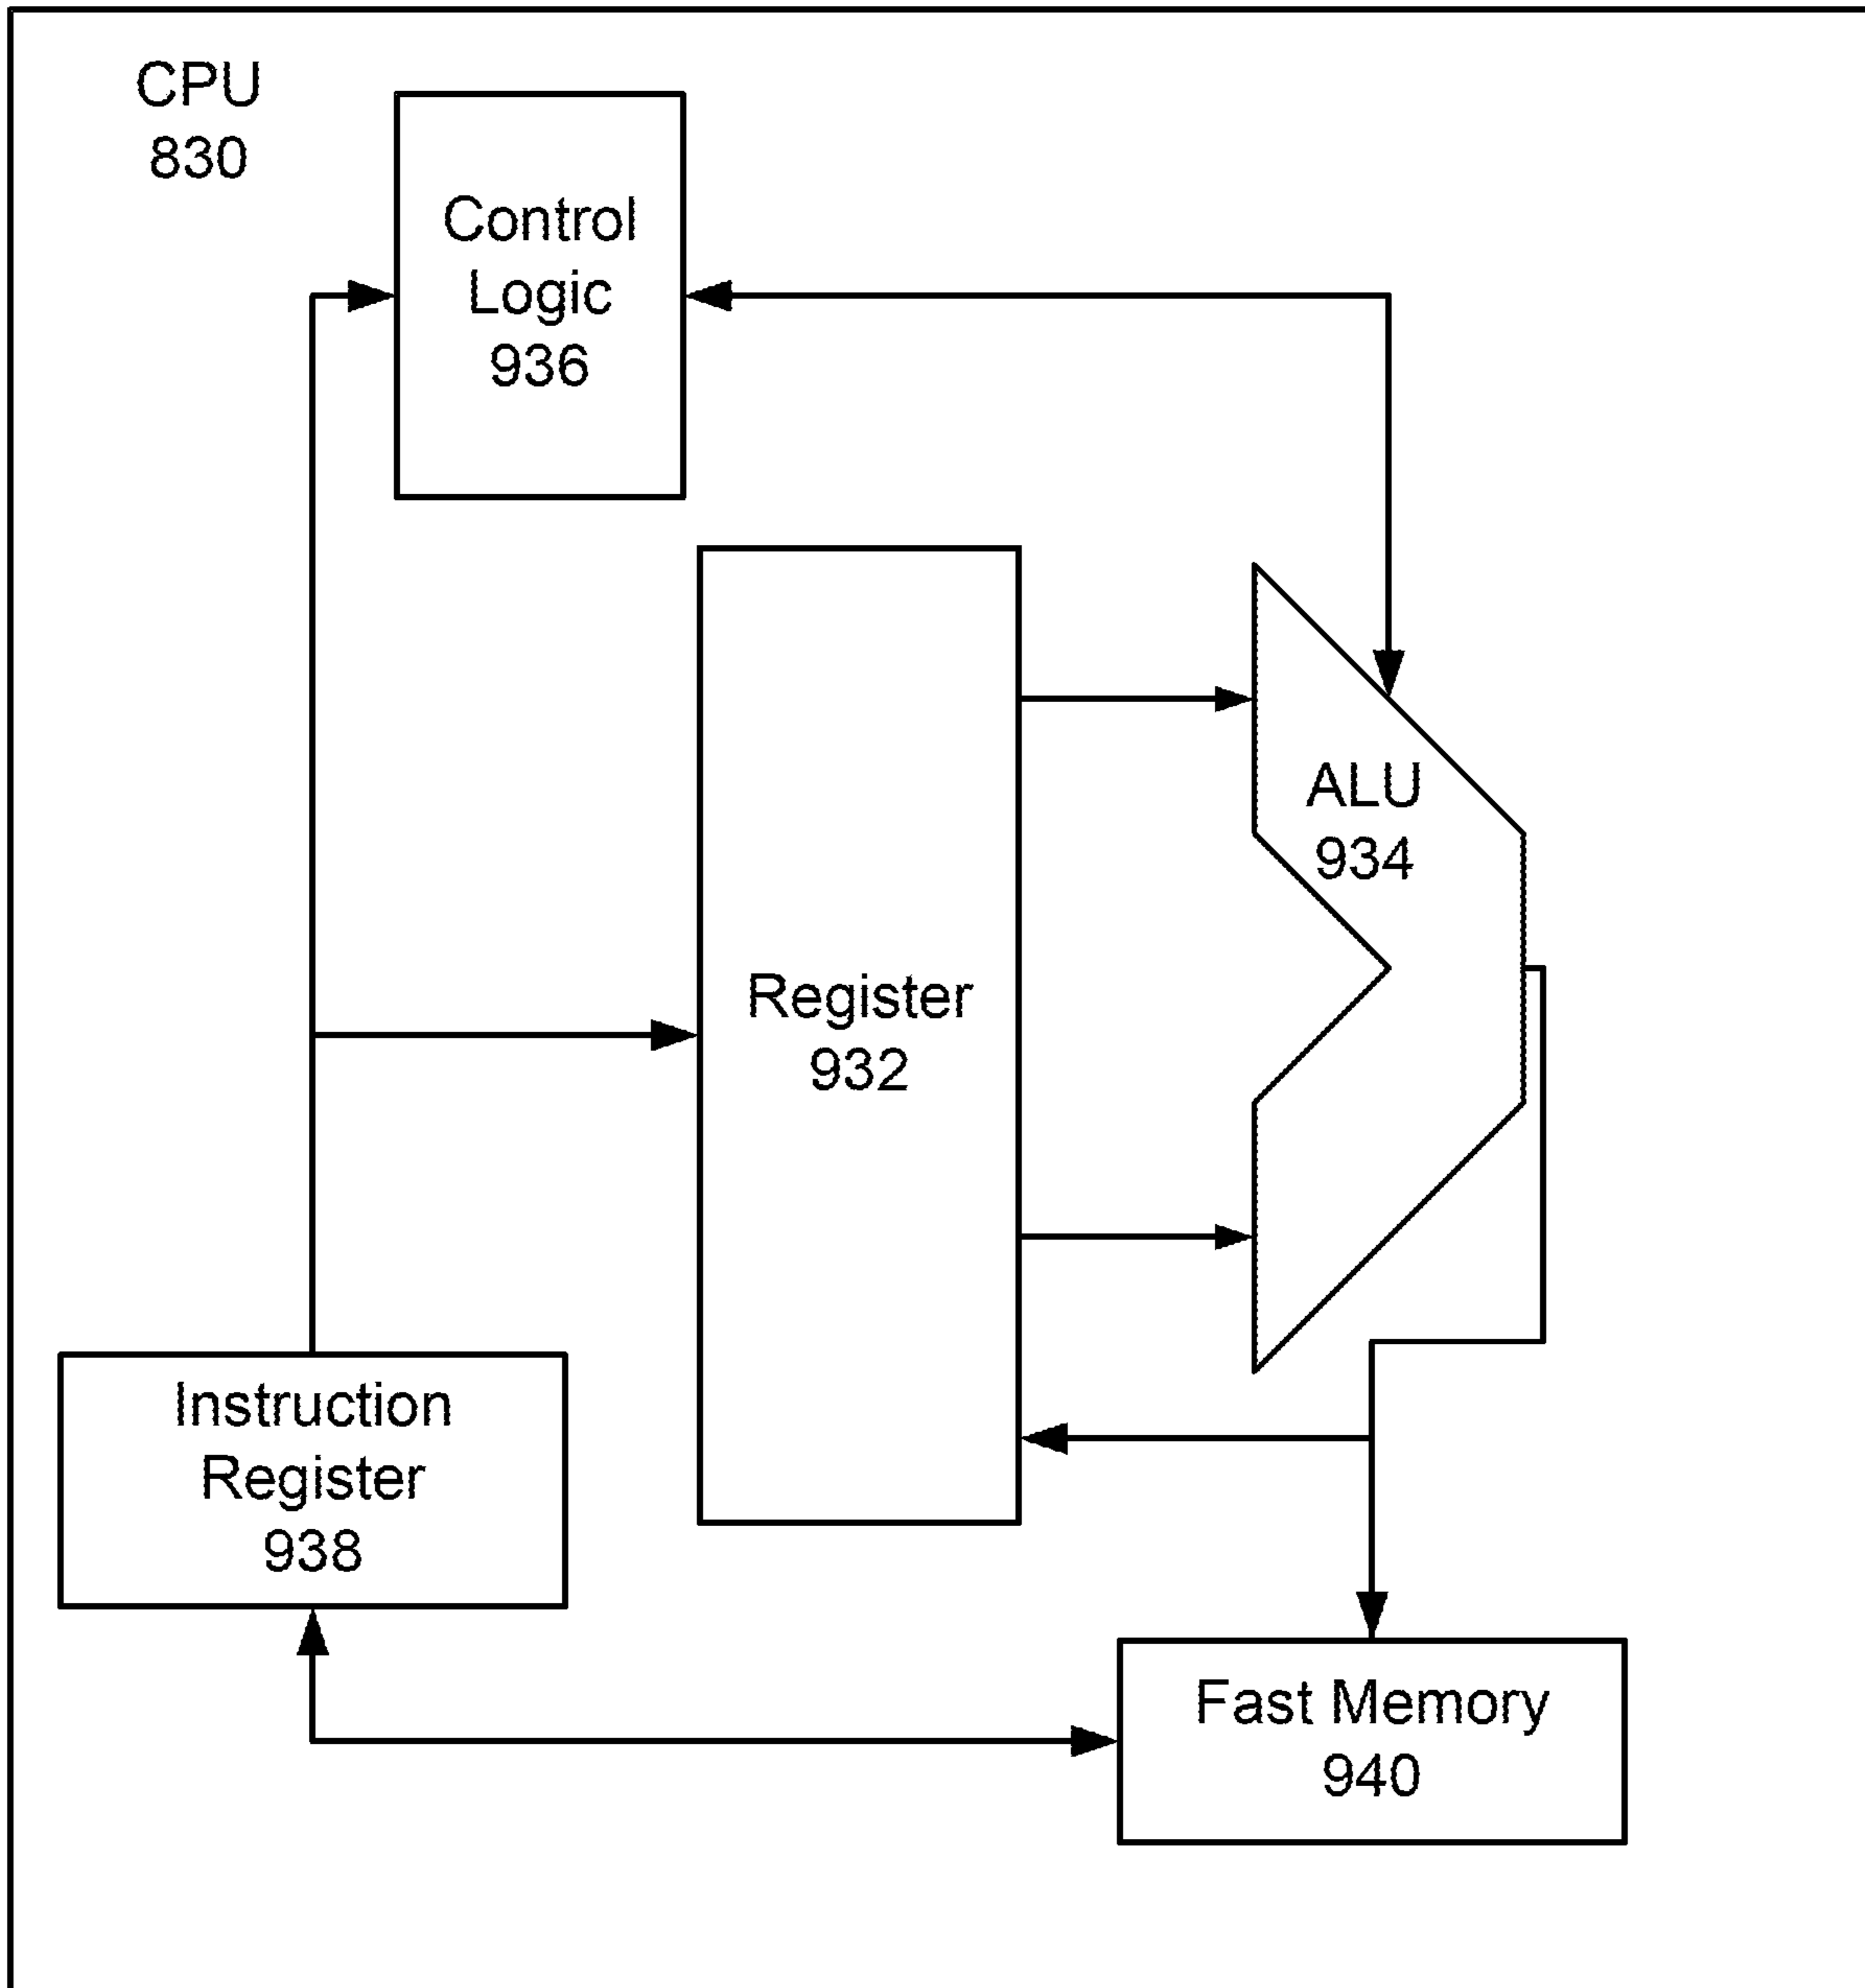 CPU
830
Control
Logic
936
ALU
934
Register
932
Instruction
Register
938
Fast Memory
940